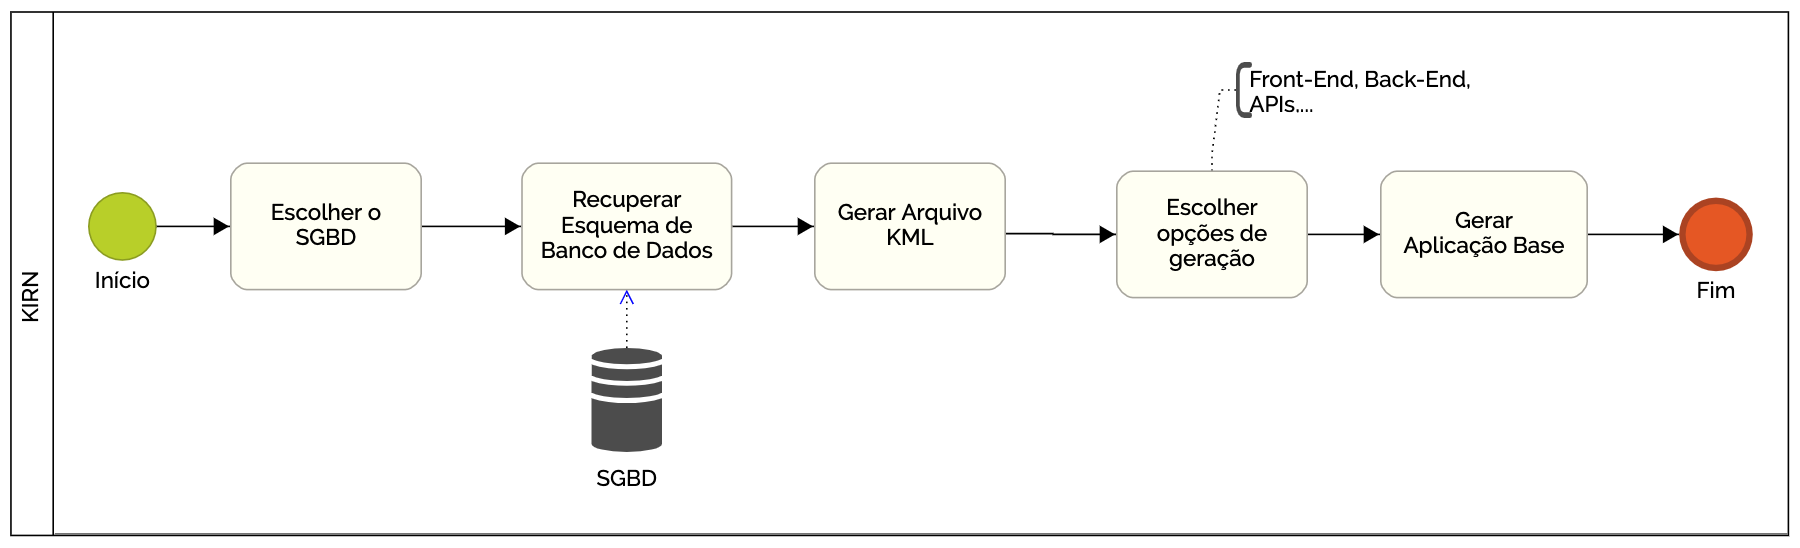 KIRN
Início
Escolher o
SGBD
Recuperar
Esquema de
Banco de Dados
SGBD
Gerar Arquivo
KML
Front-End, Back-End,
APIs....
Escolher
opções de
geração
Gerar
Aplicação Base
Fim